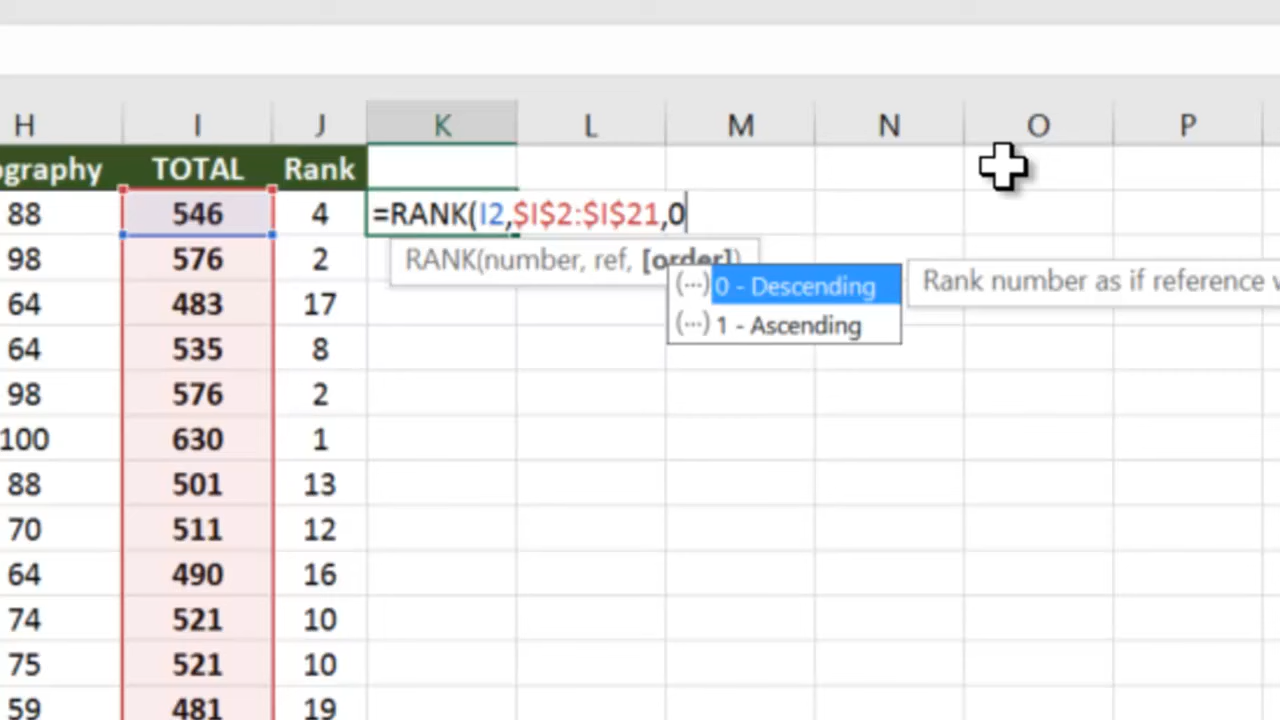 H I J K L M N O P
ography TOTAL Rank
88 546 4 =RANK(I2,$I$2:$I$21,0
98 576 2 RANK(number, ref, [order])
(...) 0 - Descending Rank number as if reference
64 483 17
(...) 1 - Ascending
64 535 8
98 576 2
100 630 1
88 501 13
70 511 12
64 490 16
74 521 10
75 521 10
59 481 19